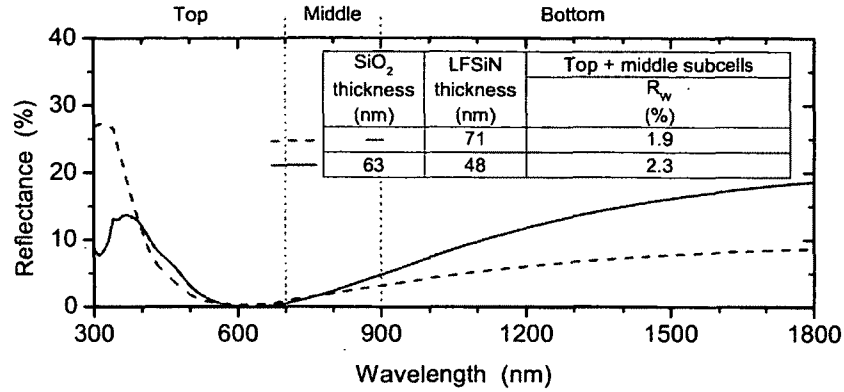 Top Middle Bottom
40
30
20
10
0
Reflectance (%)
SiO₂ thickness (nm) LFSiN thickness (nm) Top + middle subcells R_w (%)
— 71 1.9
63 48 2.3
300 600 900 1200 1500 1800
Wavelength (nm)